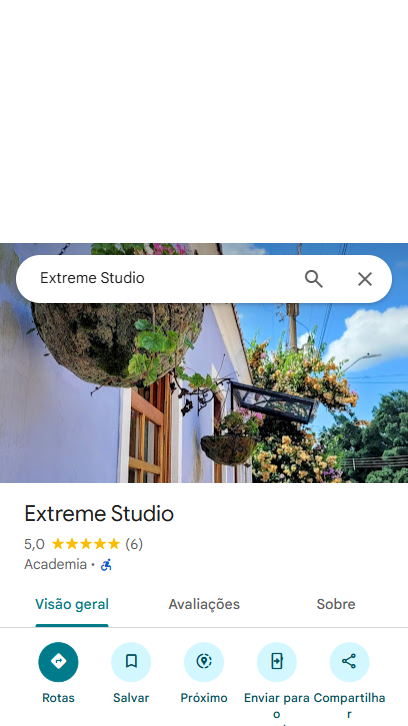 Extreme Studio
Extreme Studio
5,0 (6)
Academia ·
Visão geral Avaliações Sobre
Rotas Salvar Próximo Enviar para o Compartilhar